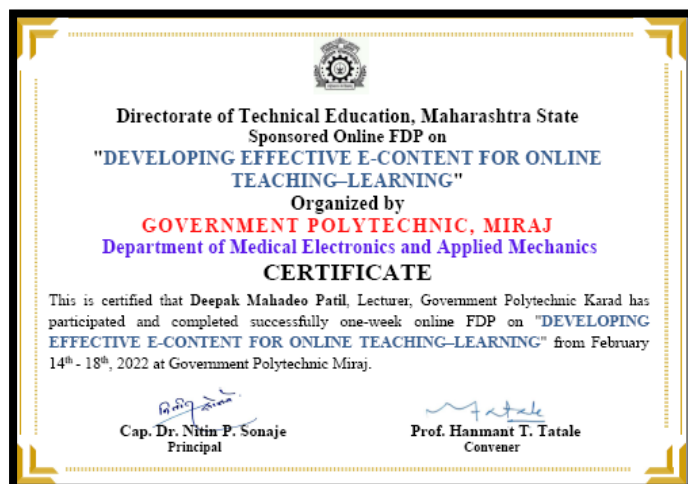 Directorate of Technical Education, Maharashtra State
Sponsored Online FDP on
"DEVELOPING EFFECTIVE E-CONTENT FOR ONLINE
TEACHING–LEARNING"
Organized by
GOVERNMENT POLYTECHNIC, MIRAJ
Department of Medical Electronics and Applied Mechanics
CERTIFICATE
This is certified that Deepak Mahadeo Patil, Lecturer, Government Polytechnic Karad has
participated and completed successfully one-week online FDP on "DEVELOPING
EFFECTIVE E-CONTENT FOR ONLINE TEACHING–LEARNING" from February
14th - 18th, 2022 at Government Polytechnic Miraj.
Cap. Dr. Nitin P. Sonaje
Principal
Tatale
Prof. Hanmant T. Tatale
Convener